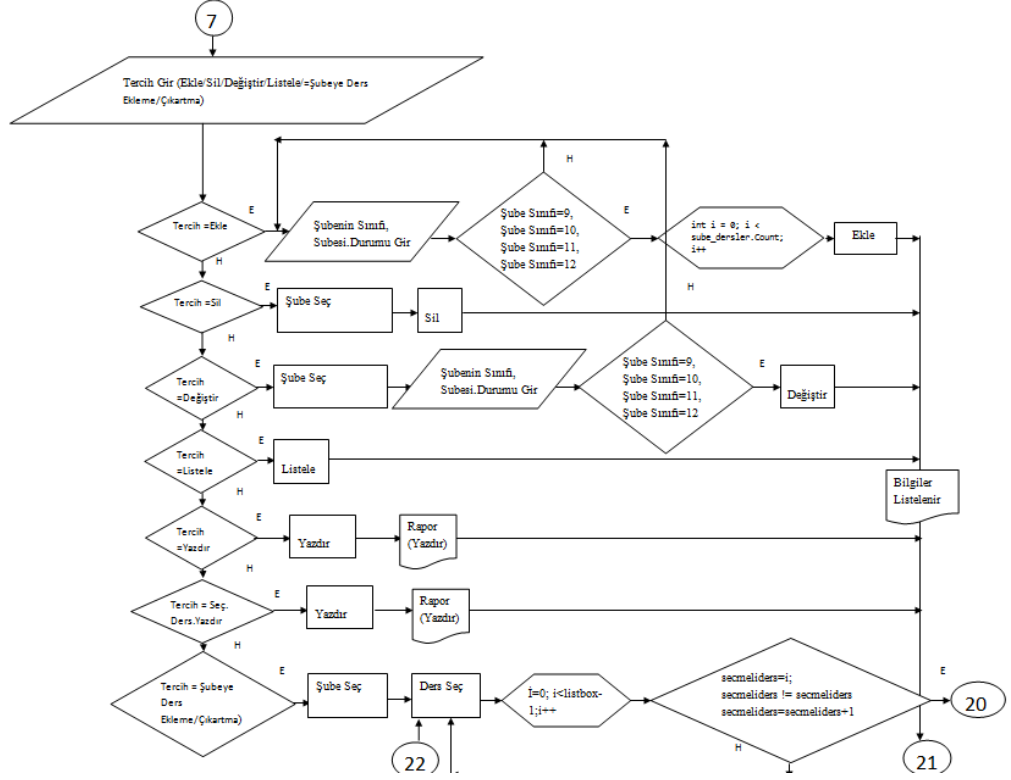 7
Tercih Gir (Ekle/Sil/Değiştir/Listele/=Şubeye Ders
Ekleme/Çıkartma)
H
Tercih =Ekle
E
Şubenin Sınıfı,
Subesi.Durumu Gir
Şube Sınıfı=9,
Şube Sınıfı=10,
Şube Sınıfı=11,
Şube Sınıfı=12
E
int i = 0; i <
sube_dersler.Count;
i++
Ekle
H
Tercih =Sil
E
Şube Seç
Sil
H
H
Tercih
=Değiştir
E
Şube Seç
Şubenin Sınıfı,
Subesi.Durumu Gir
Şube Sınıfı=9,
Şube Sınıfı=10,
Şube Sınıfı=11,
Şube Sınıfı=12
E
Değiştir
H
Tercih
=Listele
E
Listele
Bilgiler
Listelenir
H
Tercih
=Yazdır
E
Yazdır
Rapor
(Yazdır)
H
Tercih = Seç.
Ders.Yazdır
E
Yazdır
Rapor
(Yazdır)
H
Tercih = Şubeye
Ders
Ekleme/Çıkartma)
E
Şube Seç
Ders Seç
İ=0; i<listbox-
1;i++
secmeliders=i;
secmeliders != secmeliders
secmeliders=secmeliders+1
E
20
H
22
21